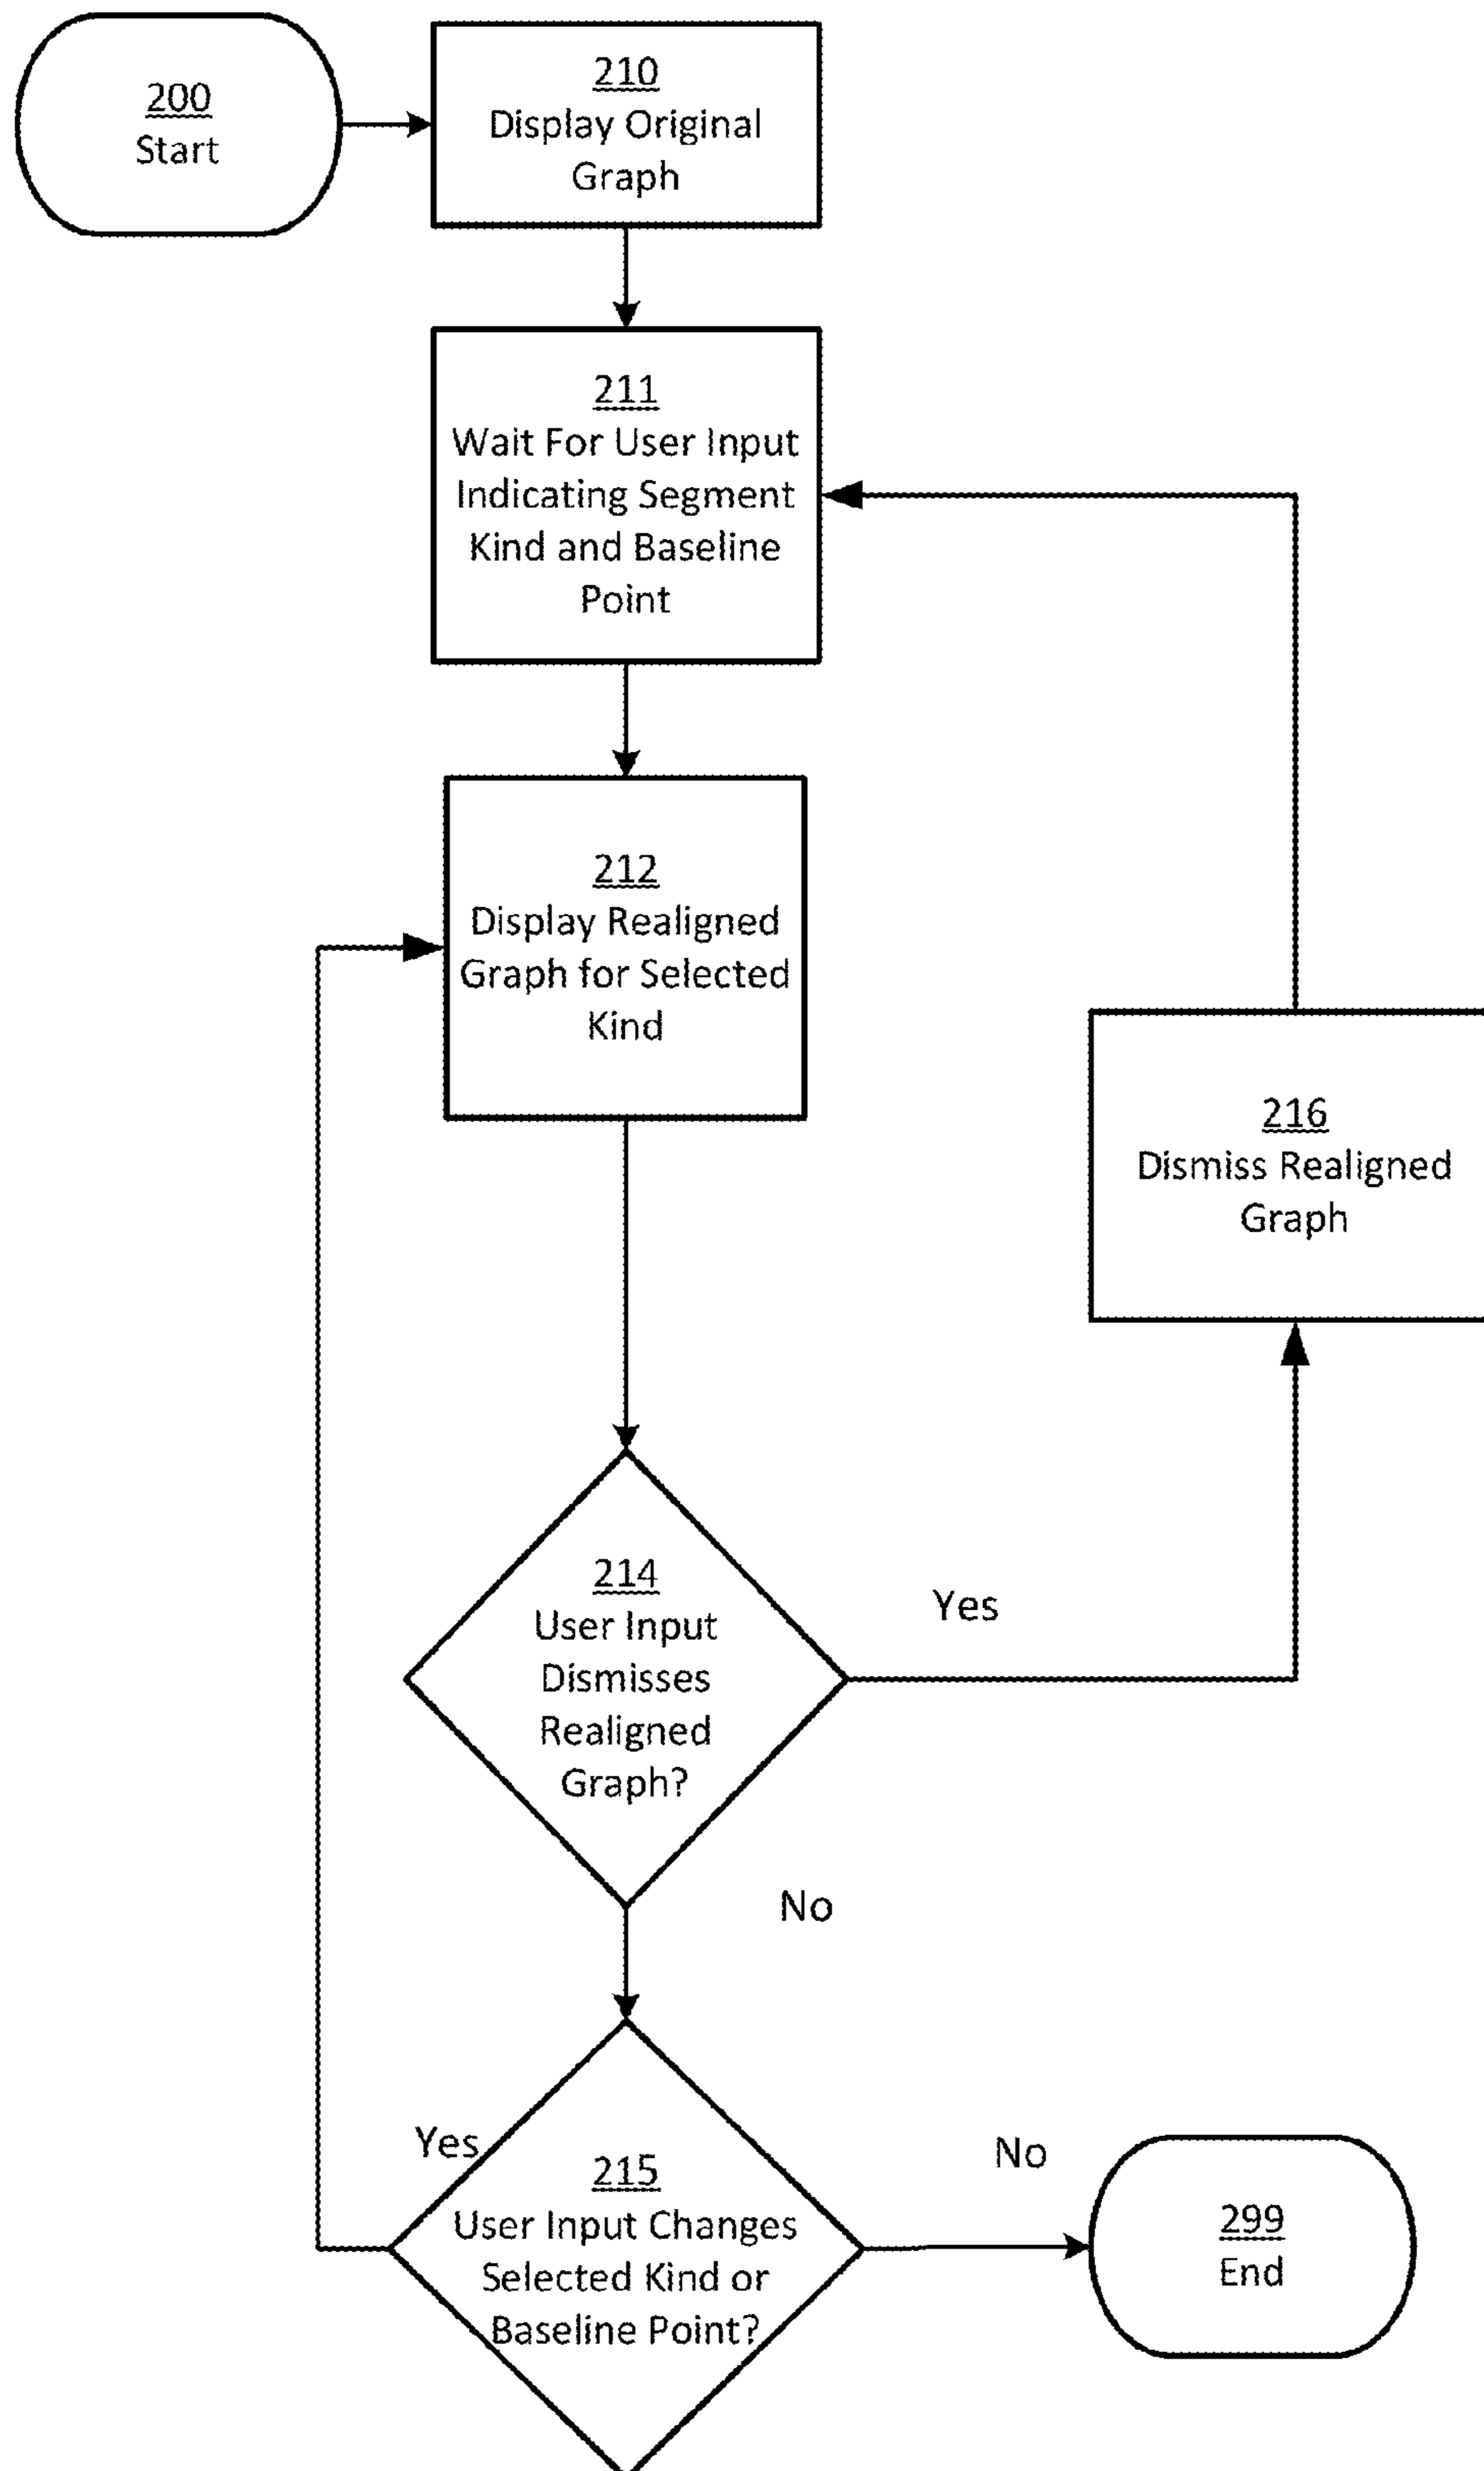 200
Start
210
Display Original
Graph
211
Wait For User Input
Indicating Segment
Kind and Baseline
Point
212
Display Realigned
Graph for Selected
Kind
216
Dismiss Realigned
Graph
214
User Input
Dismisses
Realigned
Graph?
Yes
No
Yes
215
User Input Changes
Selected Kind or
Baseline Point?
No
299
End